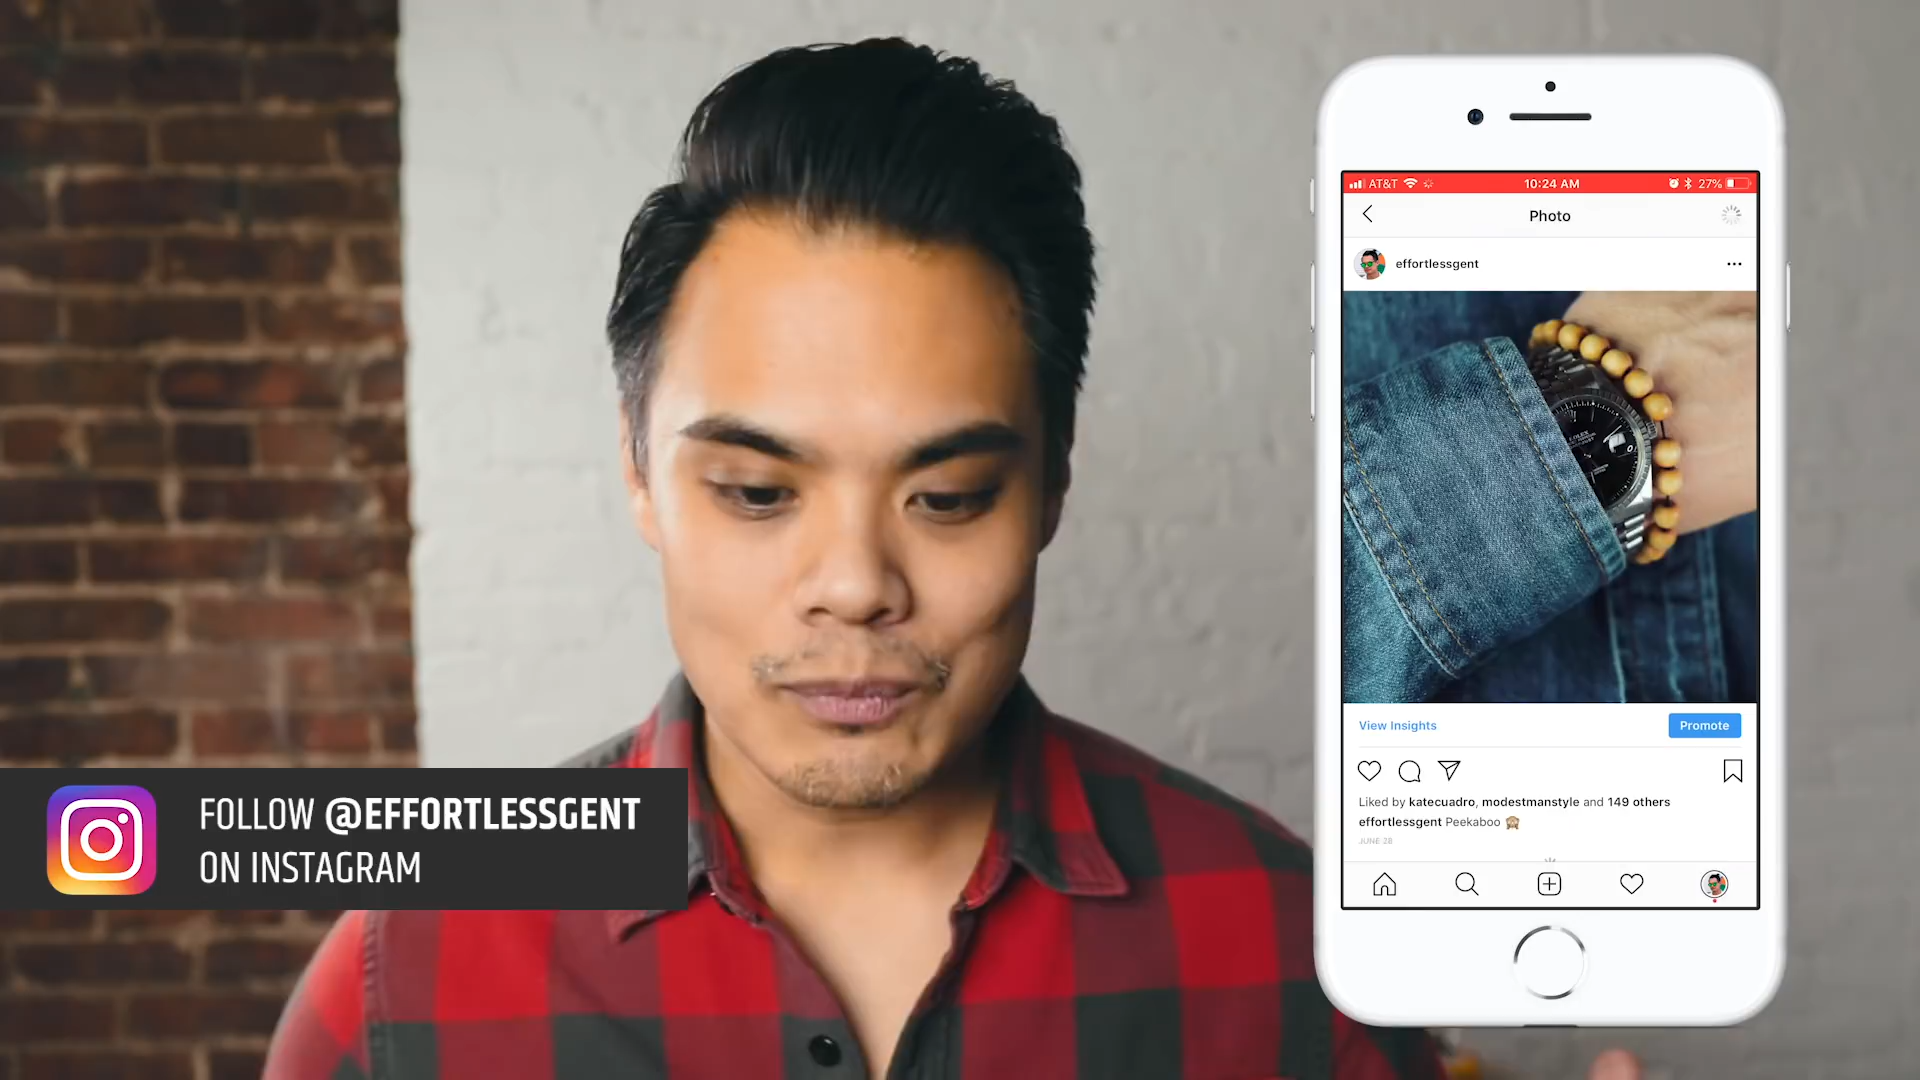 AT&T 10:24 AM 27%
Photo
effortlessgent
View Insights Promote
Liked by katecuadro, modestmanstyle and 149 others
effortlessgent Peekaboo 🙈
JUNE 28
FOLLOW @EFFORTLESSGENT
ON INSTAGRAM